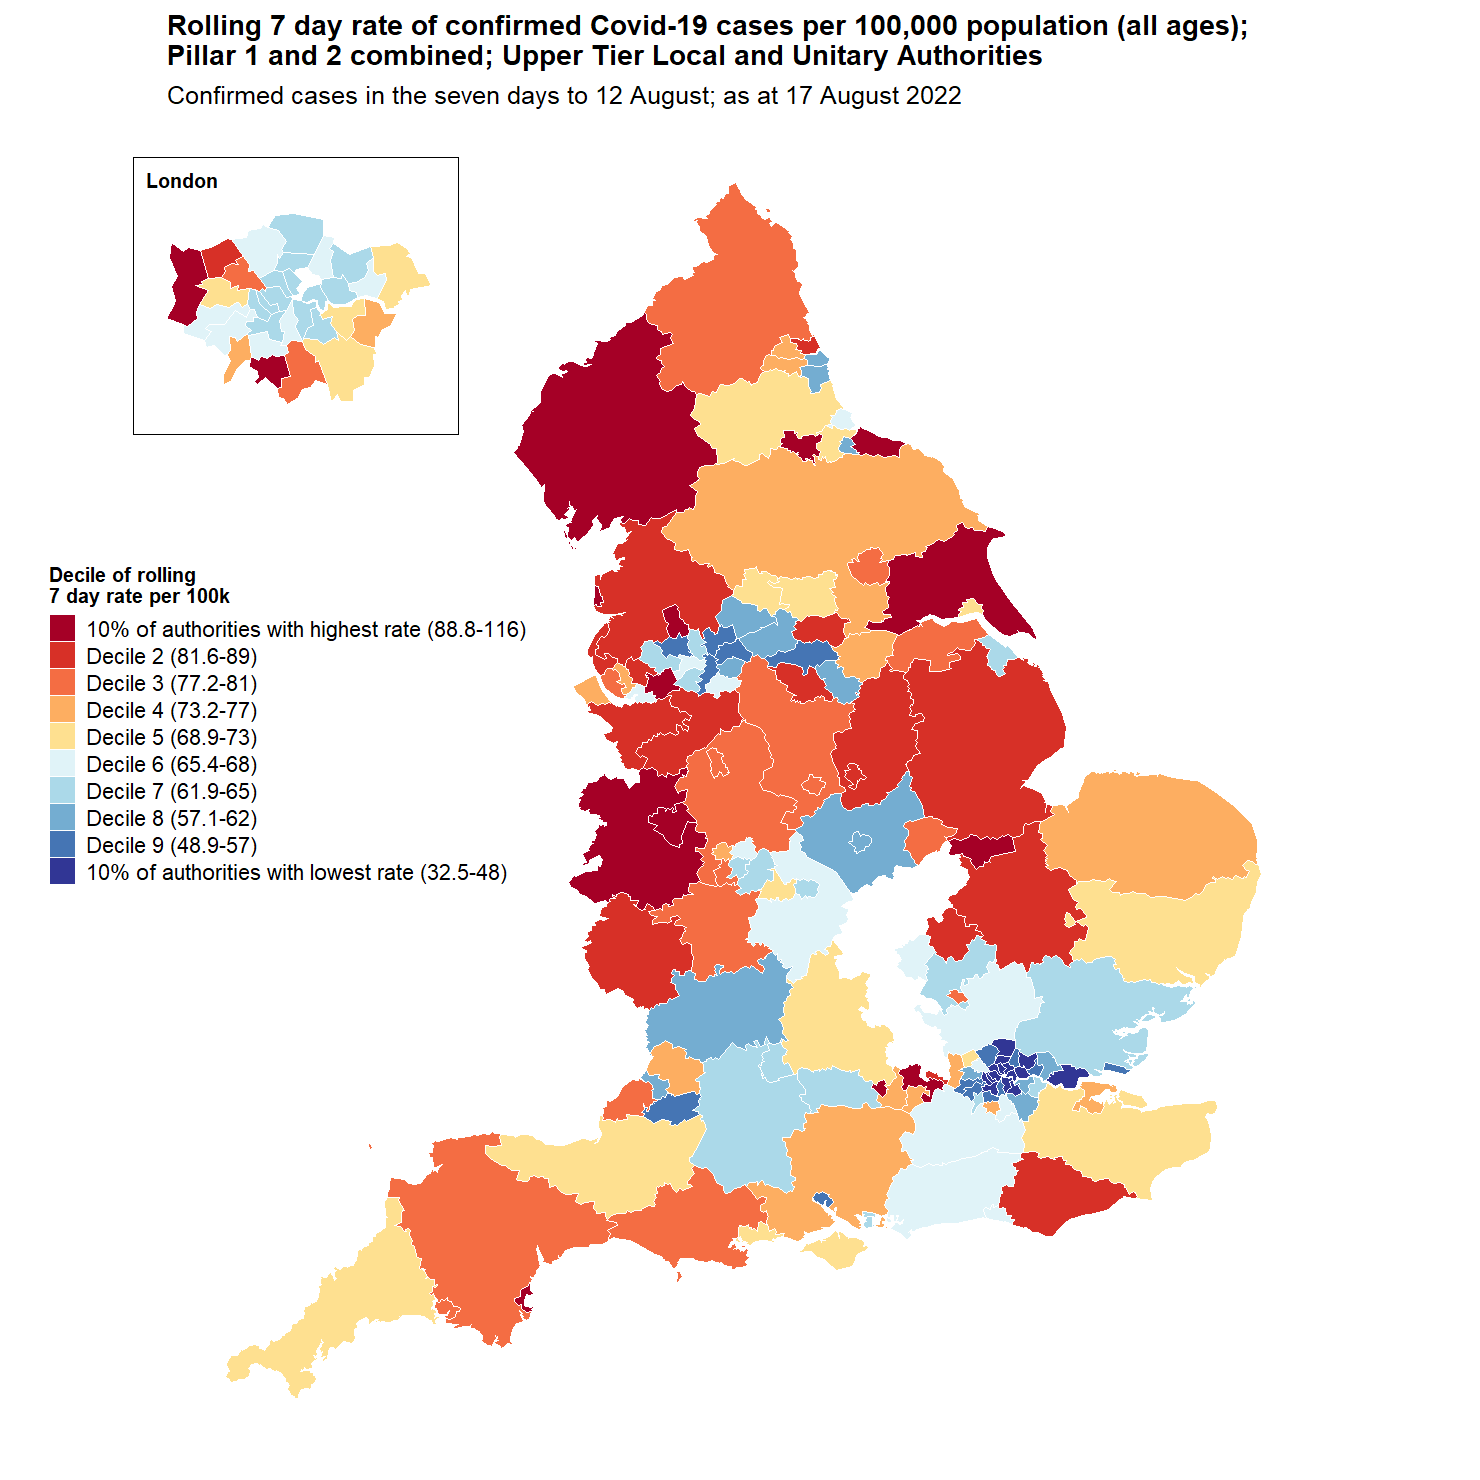 Rolling 7 day rate of confirmed Covid-19 cases per 100,000 population (all ages);
Pillar 1 and 2 combined; Upper Tier Local and Unitary Authorities
Confirmed cases in the seven days to 12 August; as at 17 August 2022
London
Decile of rolling
7 day rate per 100k
10% of authorities with highest rate (88.8-116)
Decile 2 (81.6-89)
Decile 3 (77.2-81)
Decile 4 (73.2-77)
Decile 5 (68.9-73)
Decile 6 (65.4-68)
Decile 7 (61.9-65)
Decile 8 (57.1-62)
Decile 9 (48.9-57)
10% of authorities with lowest rate (32.5-48)